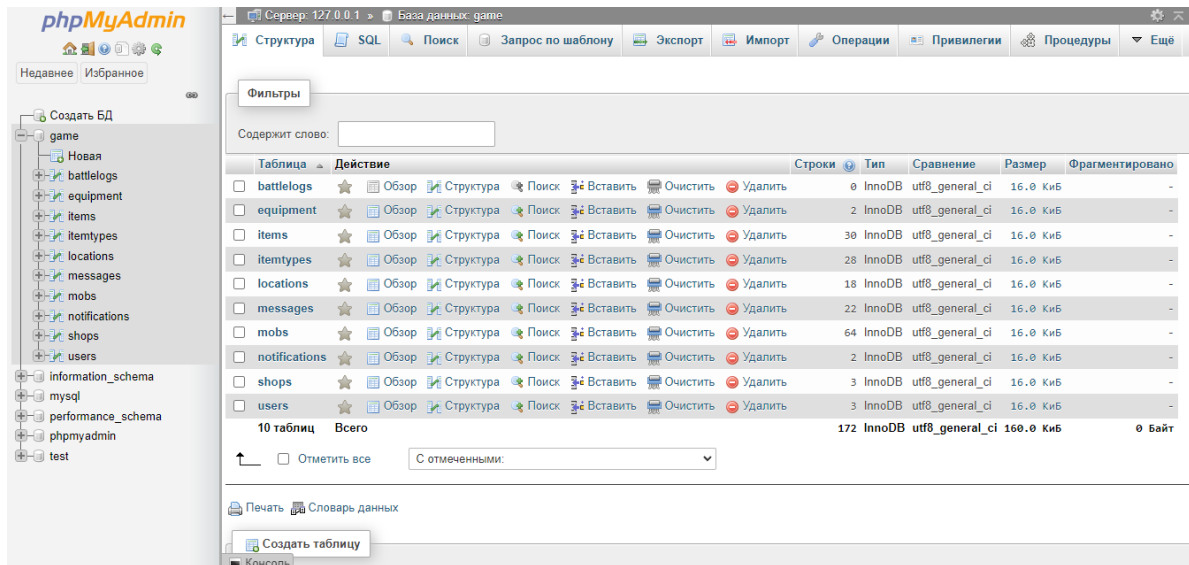 phpMyAdmin
Недавнее Избранное
Создать БД
game
Новая
battlelogs
equipment
items
itemtypes
locations
messages
mobs
notifications
shops
users
information_schema
mysql
performance_schema
phpmyadmin
test
Сервер: 127.0.0.1 » База данных: game
Структура SQL Поиск Запрос по шаблону Экспорт Импорт Операции Привилегии Процедуры Ещё
Фильтры
Содержит слово:
Таблица Действие Строки Тип Сравнение Размер Фрагментировано
battlelogs Обзор Структура Поиск Вставить Очистить Удалить 0 InnoDB utf8_general_ci 16.0 КиБ -
equipment Обзор Структура Поиск Вставить Очистить Удалить 2 InnoDB utf8_general_ci 16.0 КиБ -
items Обзор Структура Поиск Вставить Очистить Удалить 30 InnoDB utf8_general_ci 16.0 КиБ -
itemtypes Обзор Структура Поиск Вставить Очистить Удалить 28 InnoDB utf8_general_ci 16.0 КиБ -
locations Обзор Структура Поиск Вставить Очистить Удалить 18 InnoDB utf8_general_ci 16.0 КиБ -
messages Обзор Структура Поиск Вставить Очистить Удалить 22 InnoDB utf8_general_ci 16.0 КиБ -
mobs Обзор Структура Поиск Вставить Очистить Удалить 64 InnoDB utf8_general_ci 16.0 КиБ -
notifications Обзор Структура Поиск Вставить Очистить Удалить 2 InnoDB utf8_general_ci 16.0 КиБ -
shops Обзор Структура Поиск Вставить Очистить Удалить 3 InnoDB utf8_general_ci 16.0 КиБ -
users Обзор Структура Поиск Вставить Очистить Удалить 3 InnoDB utf8_general_ci 16.0 КиБ -
10 таблиц Всего 172 InnoDB utf8_general_ci 160.0 КиБ 0 Байт
Отметить все С отмеченными:
Печать Словарь данных
Создать таблицу
Консоль